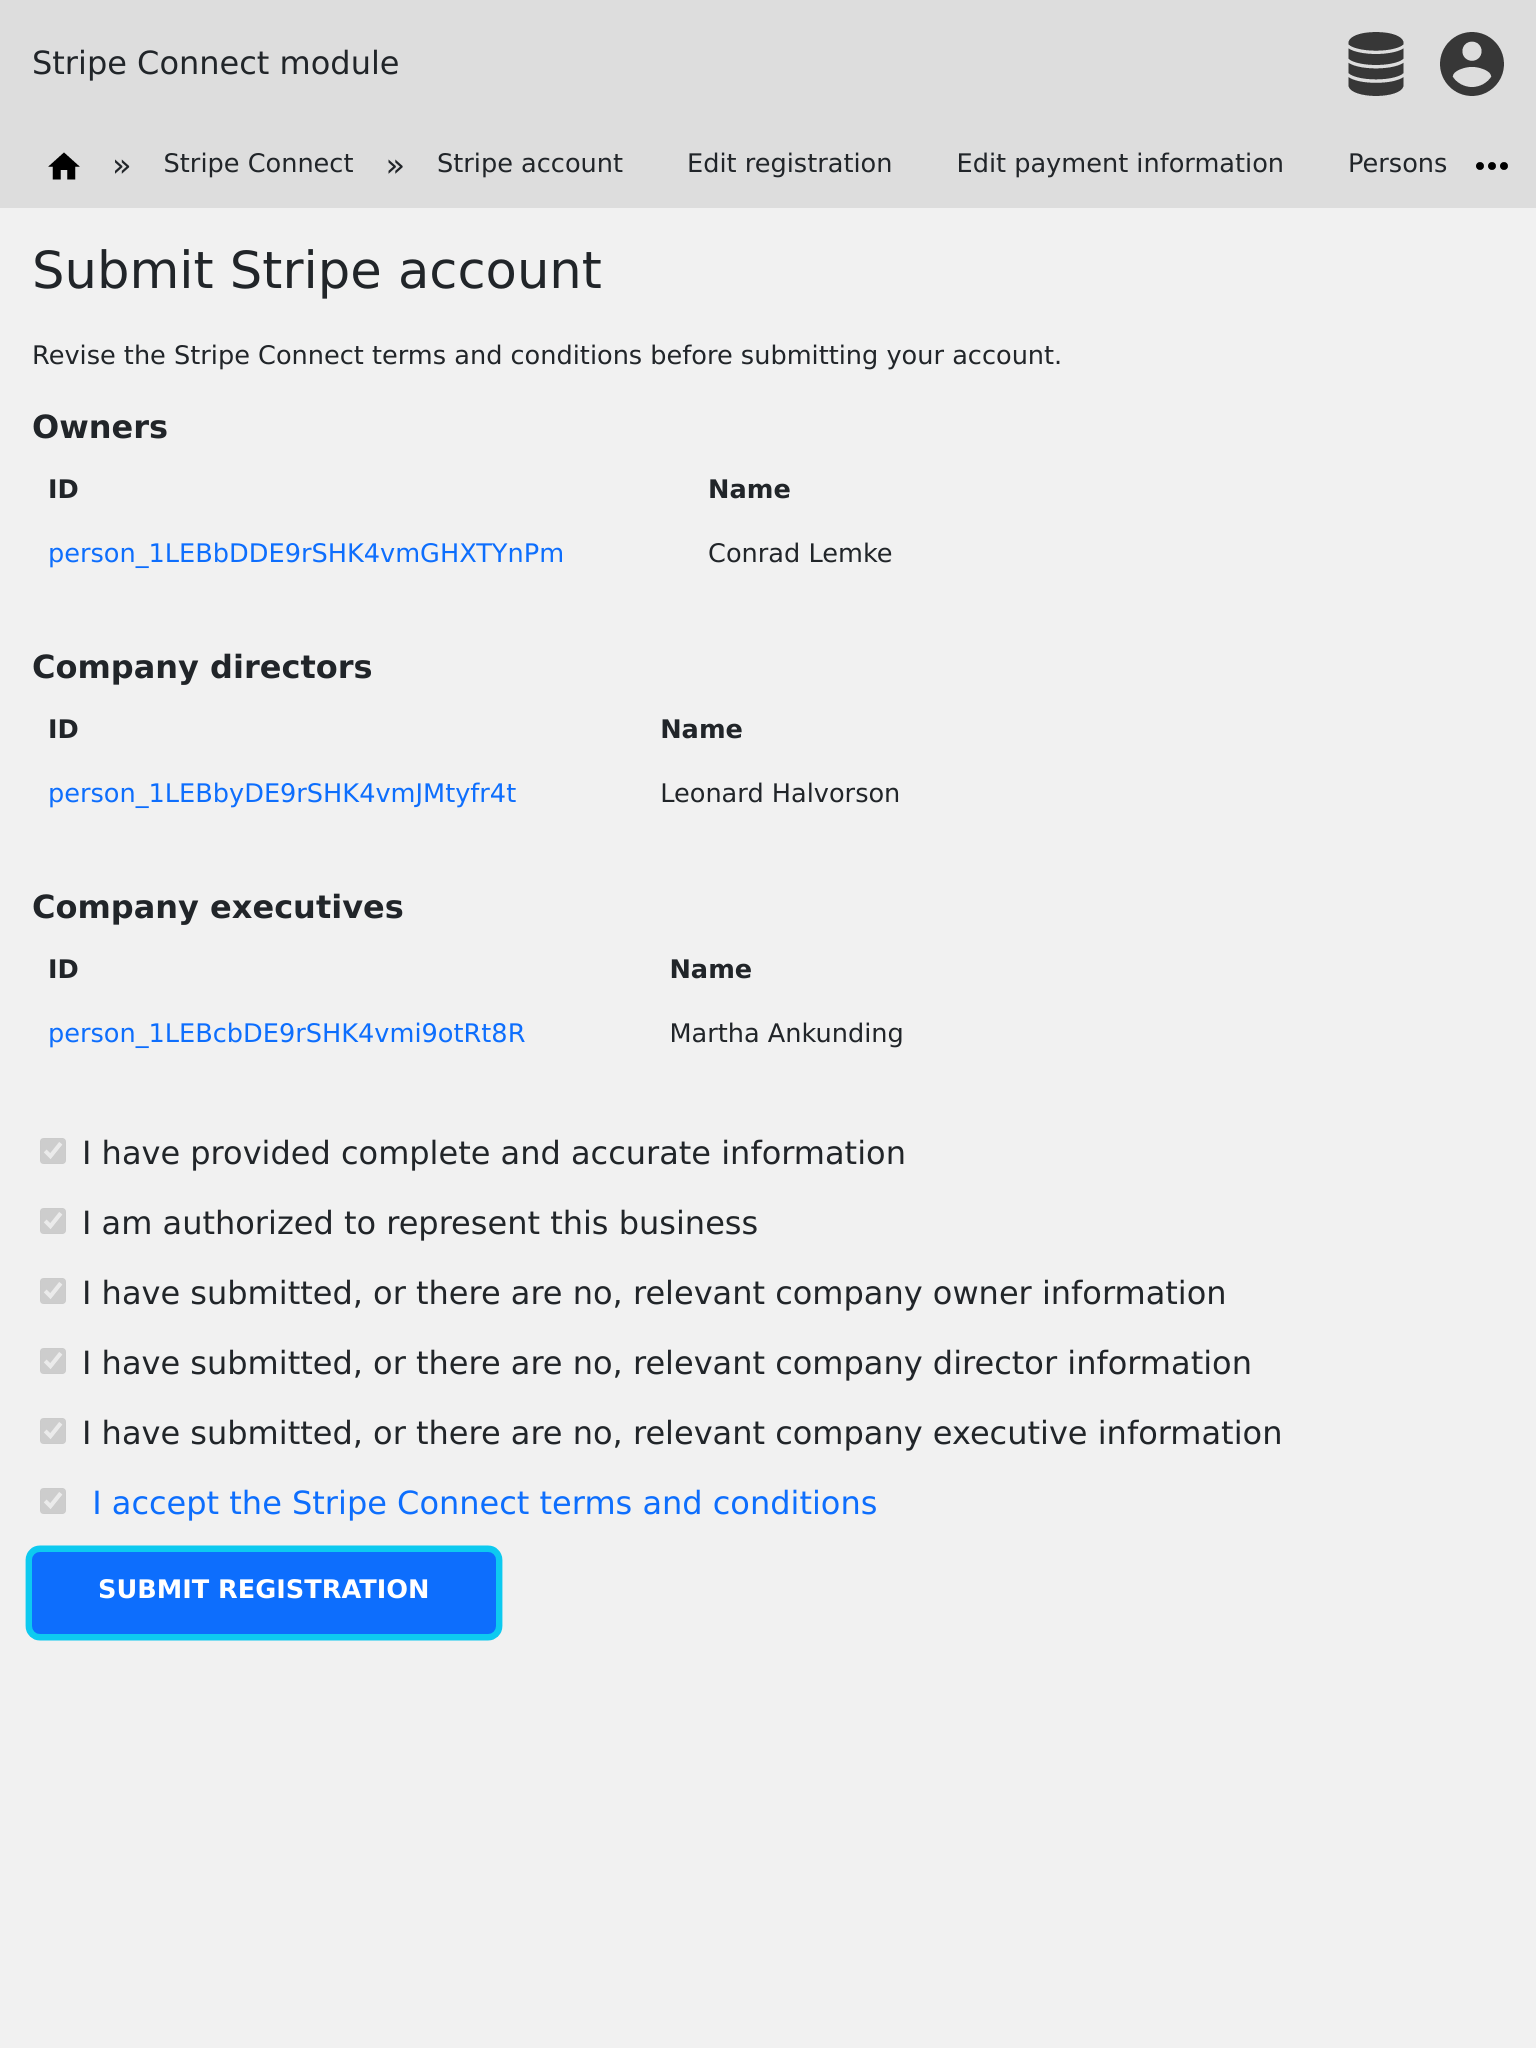 Stripe Connect module
» Stripe Connect » Stripe account Edit registration Edit payment information Persons •••
Submit Stripe account
Revise the Stripe Connect terms and conditions before submitting your account.
Owners
ID Name
person_1LEBbDDE9rSHK4vmGHXTYnPm Conrad Lemke
Company directors
ID Name
person_1LEBbyDE9rSHK4vmJMtyfr4t Leonard Halvorson
Company executives
ID Name
person_1LEBcbDE9rSHK4vmi9otRt8R Martha Ankunding
I have provided complete and accurate information
I am authorized to represent this business
I have submitted, or there are no, relevant company owner information
I have submitted, or there are no, relevant company director information
I have submitted, or there are no, relevant company executive information
I accept the Stripe Connect terms and conditions
SUBMIT REGISTRATION